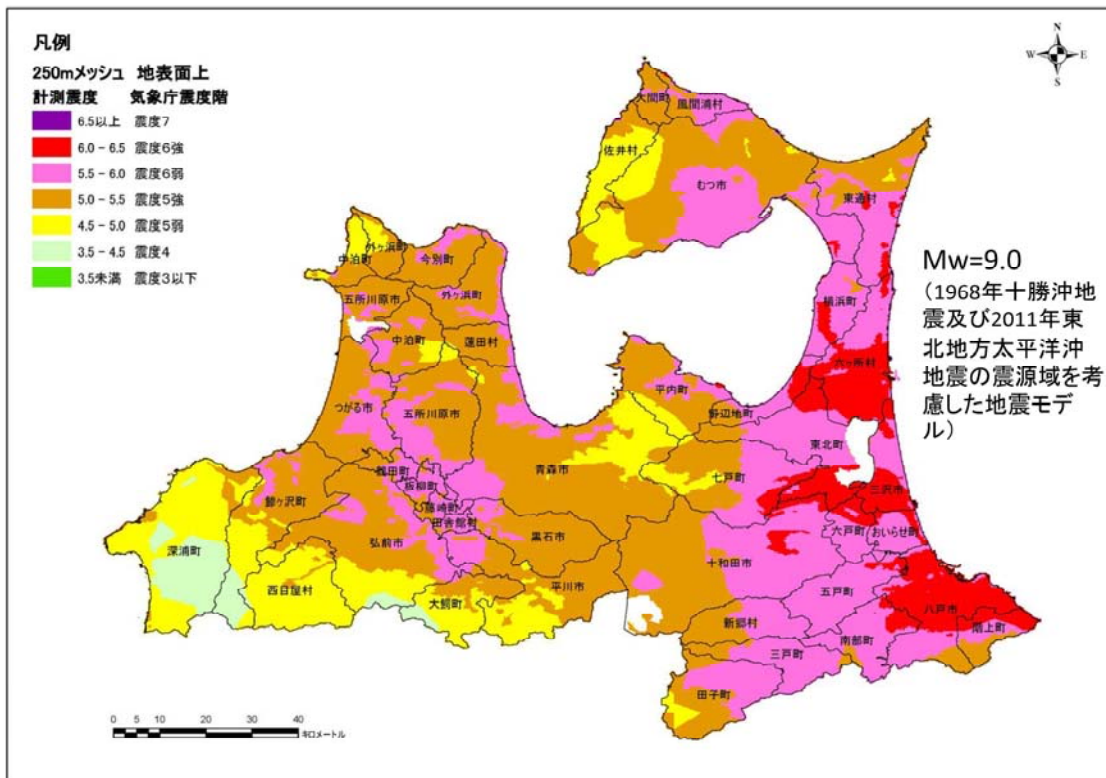 凡例
250mメッシュ 地表面上
計測震度 気象庁震度階
6.5以上 震度7
6.0 - 6.5 震度6強
5.5 - 6.0 震度6弱
5.0 - 5.5 震度5強
4.5 - 5.0 震度5弱
3.5 - 4.5 震度4
3.5未満 震度3以下
N
W E
S
大間町
風間浦村
佐井村
むつ市
東通村
外ヶ浜町
中泊町
今別町
五所川原市
外ヶ浜町
中泊町
蓬田村
横浜町
六ヶ所村
平内町
野辺地町
つがる市
五所川原市
東北町
青森市
七戸町
鶴田町
板柳町
三沢市
鰺ヶ沢町
藤崎町
田舎館村
六戸町
おいらせ町
弘前市
黒石市
深浦町
十和田市
西目屋村
平川市
五戸町
大鰐町
八戸市
新郷村
階上町
南部町
三戸町
田子町
Mw=9.0
(1968年十勝沖地
震及び2011年東
北地方太平洋沖
地震の震源域を考
慮した地震モデ
ル)
0 5 10 20 30 40
キロメートル